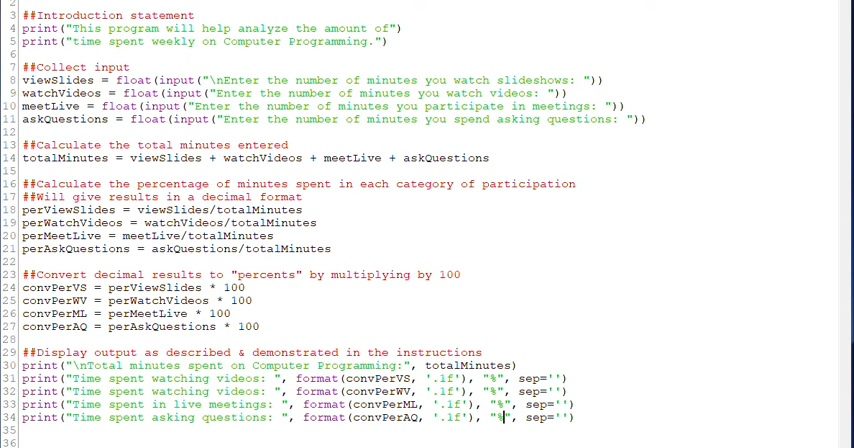 2
3 ##Introduction statement
4 print("This program will help analyze the amount of")
5 print("time spent weekly on Computer Programming.")
6
7 ##Collect input
8 viewSlides = float(input("\nEnter the number of minutes you watch slideshows: "))
9 watchVideos = float(input("Enter the number of minutes you watch videos: "))
10 meetLive = float(input("Enter the number of minutes you participate in meetings: "))
11 askQuestions = float(input("Enter the number of minutes you spend asking questions: "))
12
13 ##Calculate the total minutes entered
14 totalMinutes = viewSlides + watchVideos + meetLive + askQuestions
15
16 ##Calculate the percentage of minutes spent in each category of participation
17 ##Will give results in a decimal format
18 perViewSlides = viewSlides/totalMinutes
19 perWatchVideos = watchVideos/totalMinutes
20 perMeetLive = meetLive/totalMinutes
21 perAskQuestions = askQuestions/totalMinutes
22
23 ##Convert decimal results to "percents" by multiplying by 100
24 convPerVS = perViewSlides * 100
25 convPerWV = perWatchVideos * 100
26 convPerML = perMeetLive * 100
27 convPerAQ = perAskQuestions * 100
28
29 ##Display output as described & demonstrated in the instructions
30 print("\nTotal minutes spent on Computer Programming:", totalMinutes)
31 print("Time spent watching videos: ", format(convPerVS, '.1f'), "%", sep='')
32 print("Time spent watching videos: ", format(convPerWV, '.1f'), "%", sep='')
33 print("Time spent in live meetings: ", format(convPerML, '.1f'), "%", sep='')
34 print("Time spent asking questions: ", format(convPerAQ, '.1f'), "%", sep='')
35
36